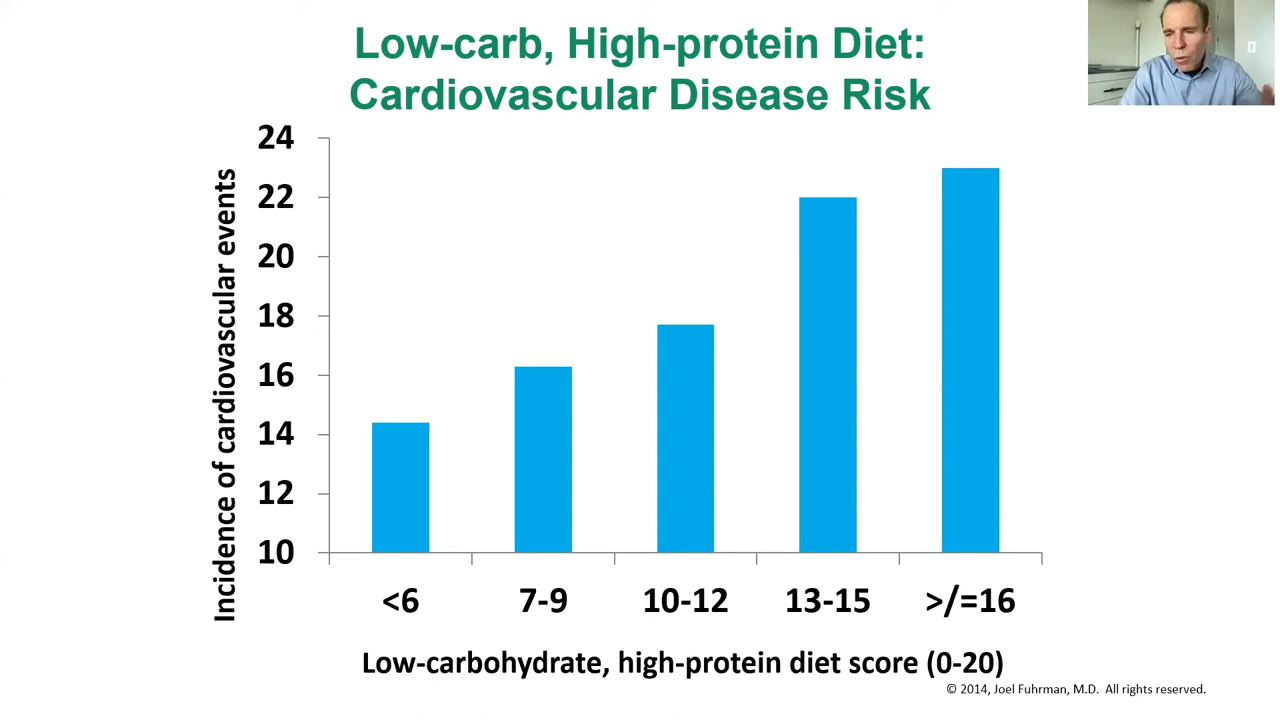 Low-carb, High-protein Diet:
Cardiovascular Disease Risk
Incidence of cardiovascular events
24
22
20
18
16
14
12
10
<6
7-9
10-12
13-15
>/=16
Low-carbohydrate, high-protein diet score (0-20)
© 2014, Joel Fuhrman, M.D. All rights reserved.